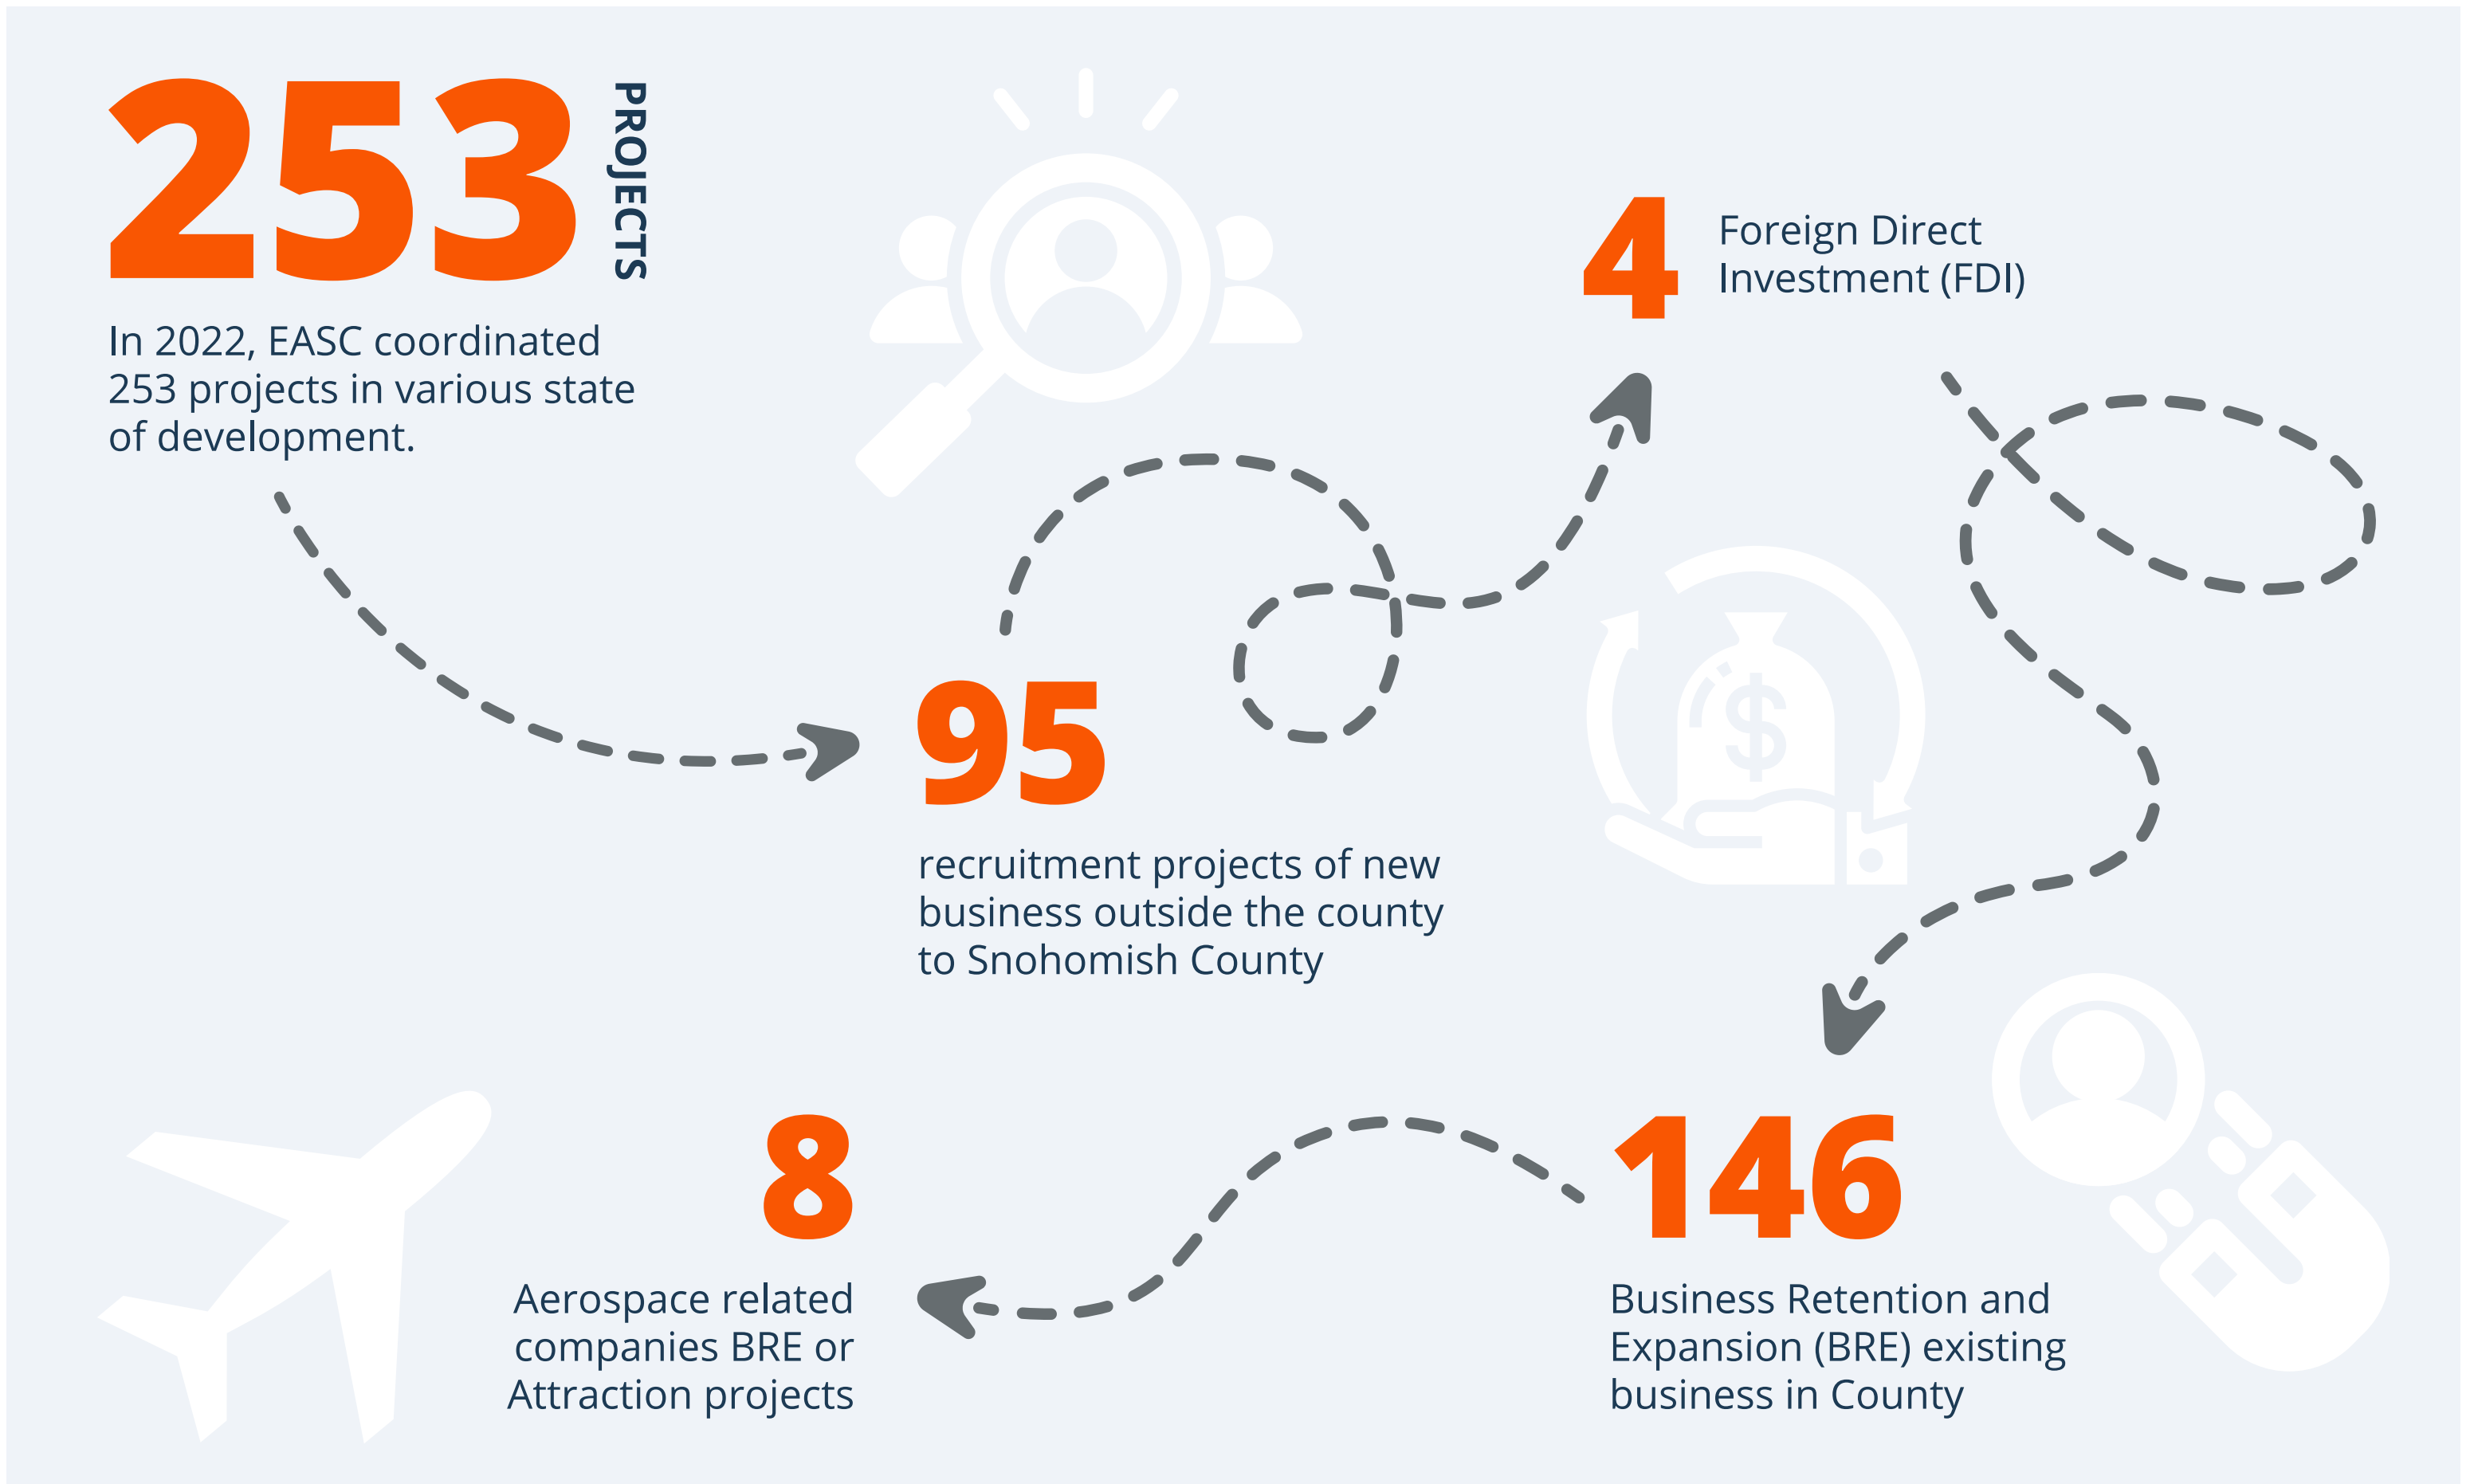 253
PROJECTS
In 2022, EASC coordinated
253 projects in various state
of development.
4
Foreign Direct
Investment (FDI)
95
recruitment projects of new
business outside the county
to Snohomish County
8
Aerospace related
companies BRE or
Attraction projects
146
Business Retention and
Expansion (BRE) existing
business in County